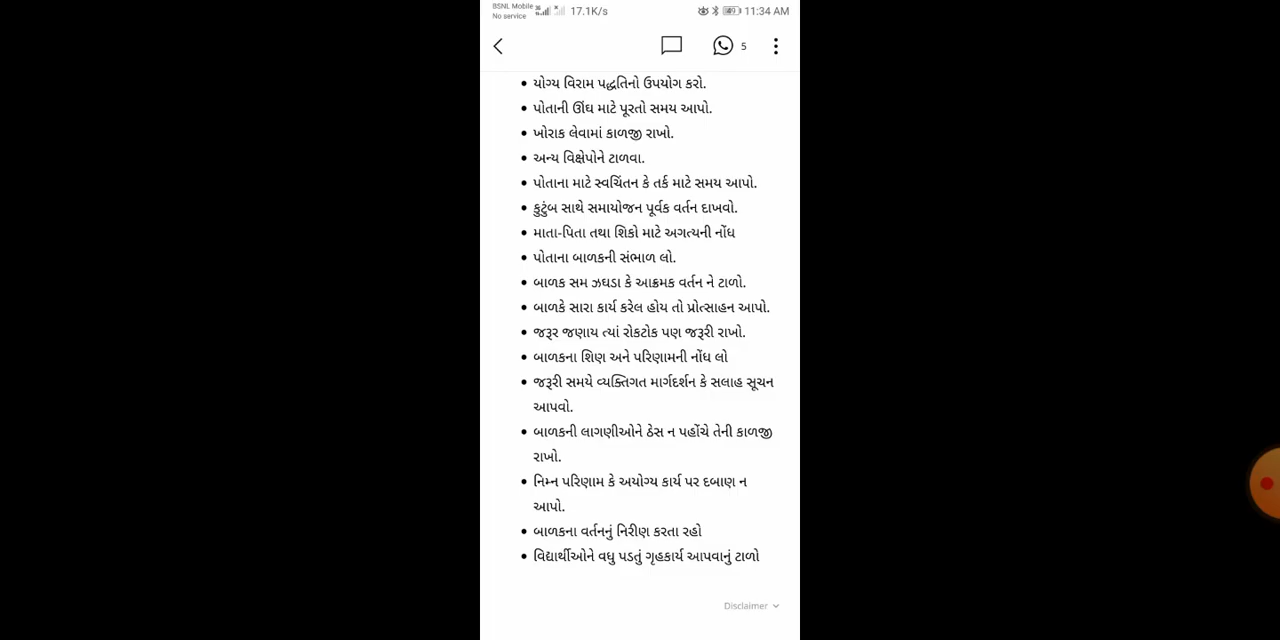 BSNL Mobile
No service
17.1K/s
49
11:34 AM
5
• યોગ્ય વિરામ પદ્ધતિનો ઉપયોગ કરો.
• પોતાની ઊંઘ માટે પૂરતો સમય આપો.
• ખોરાક લેવામાં કાળજી રાખો.
• અન્ય વિક્ષેપોને ટાળવા.
• પોતાના માટે સ્વચિંતન કે તર્ક માટે સમય આપો.
• કુટુંબ સાથે સમાયોજન પૂર્વક વર્તન દાખવો.
• માતા-પિતા તથા શિકો માટે અગત્યની નોંધ
• પોતાના બાળકની સંભાળ લો.
• બાળક સમ ઝઘડા કે આક્રમક વર્તન ને ટાળો.
• બાળકે સારા કાર્ય કરેલ હોય તો પ્રોત્સાહન આપો.
• જરૂર જણાય ત્યાં રોકટોક પણ જરૂરી રાખો.
• બાળકના શિણ અને પરિણામની નોંધ લો
• જરૂરી સમયે વ્યક્તિગત માર્ગદર્શન કે સલાહ સૂચન
આપવો.
• બાળકની લાગણીઓને ઠેસ ન પહોંચે તેની કાળજી
રાખો.
• નિમ્ન પરિણામ કે અયોગ્ય કાર્ય પર દબાણ ન
આપો.
• બાળકના વર્તનનું નિરીણ કરતા રહો
• વિદ્યાર્થીઓને વધુ પડતું ગૃહકાર્ય આપવાનું ટાળો
Disclaimer